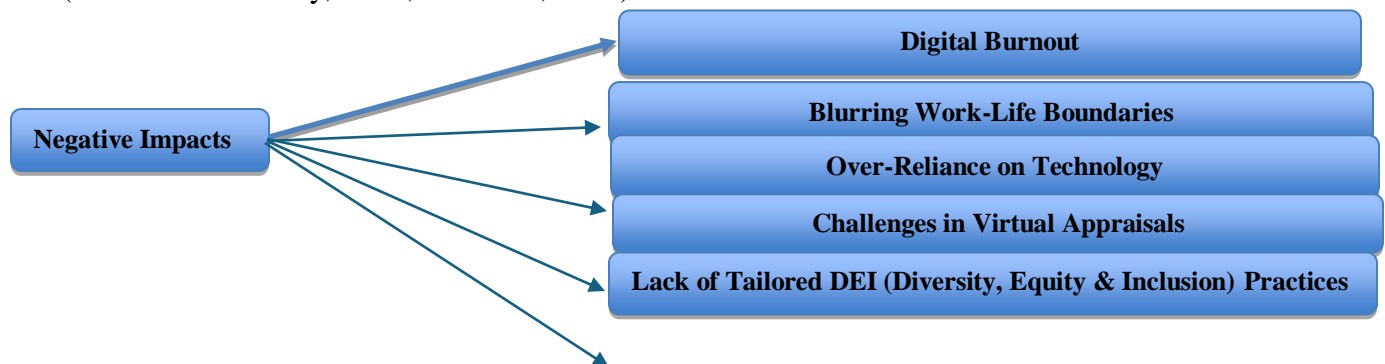 Digital Burnout
Blurring Work-Life Boundaries
Negative Impacts
Over-Reliance on Technology
Challenges in Virtual Appraisals
Lack of Tailored DEI (Diversity, Equity & Inclusion) Practices